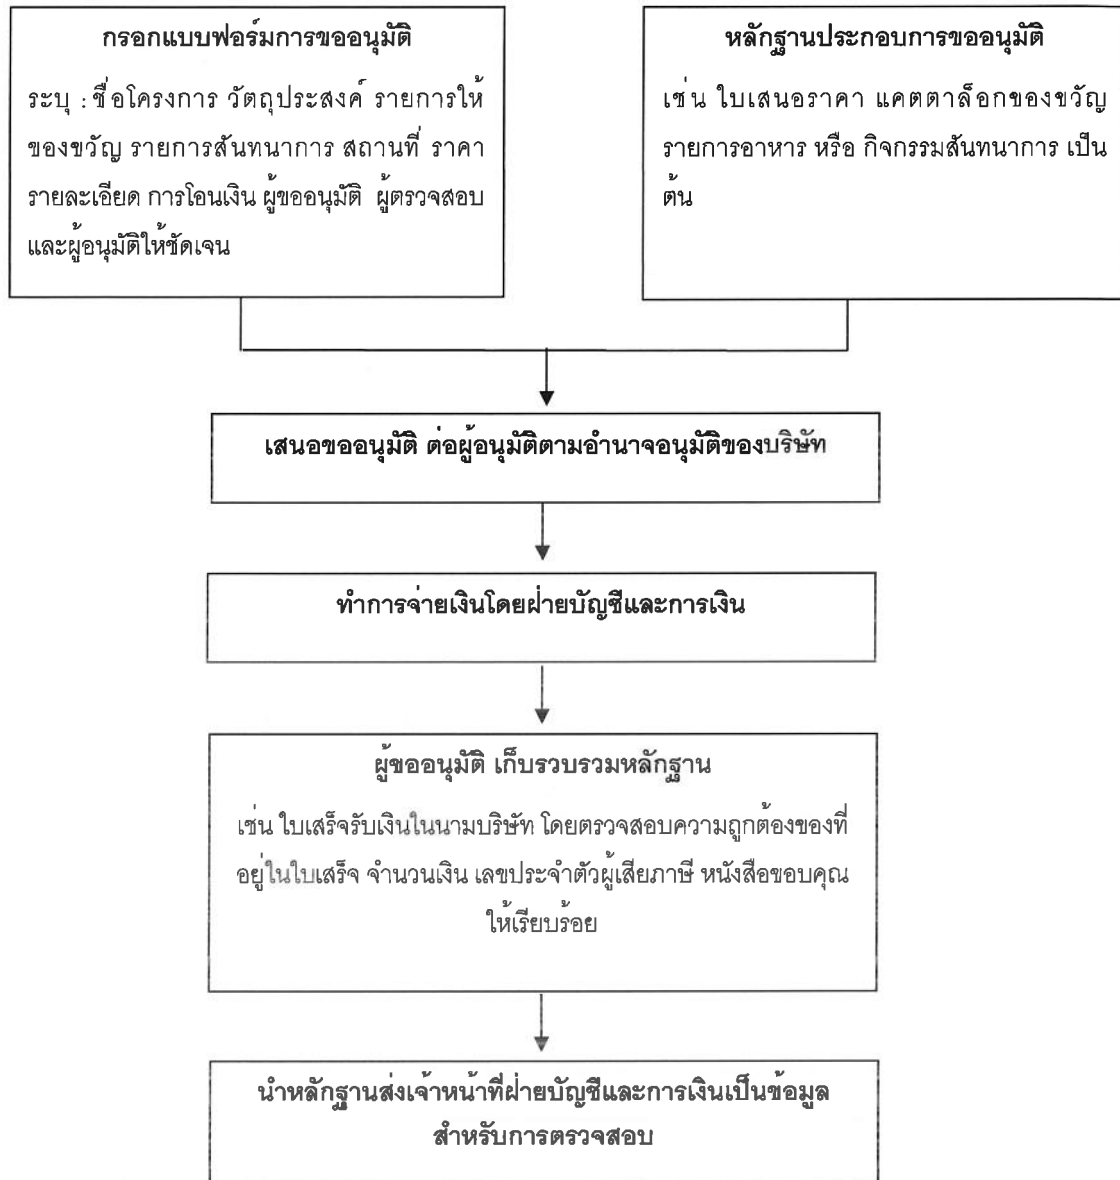 กรอกแบบฟอร์มการขออนุมัติ
ระบุ : ชื่อโครงการ วัตถุประสงค์ รายการให้
ของขวัญ รายการสันทนาการ สถานที่ ราคา
รายละเอียด การโอนเงิน ผู้ขออนุมัติ ผู้ตรวจสอบ
และผู้อนุมัติให้ชัดเจน
หลักฐานประกอบการขออนุมัติ
เช่น ใบเสนอราคา แคตตาล็อกของขวัญ
รายการอาหาร หรือ กิจกรรมสันทนาการ เป็น
ต้น
เสนอขออนุมัติ ต่อผู้อนุมัติตามอำนาจอนุมัติของบริษัท
ทำการจ่ายเงินโดยฝ่ายบัญชีและการเงิน
ผู้ขออนุมัติ เก็บรวบรวมหลักฐาน
เช่น ใบเสร็จรับเงินในนามบริษัท โดยตรวจสอบความถูกต้องของที่
อยู่ในใบเสร็จ จำนวนเงิน เลขประจำตัวผู้เสียภาษี หนังสือขอบคุณ
ให้เรียบร้อย
นำหลักฐานส่งเจ้าหน้าที่ฝ่ายบัญชีและการเงินเป็นข้อมูล
สำหรับการตรวจสอบ